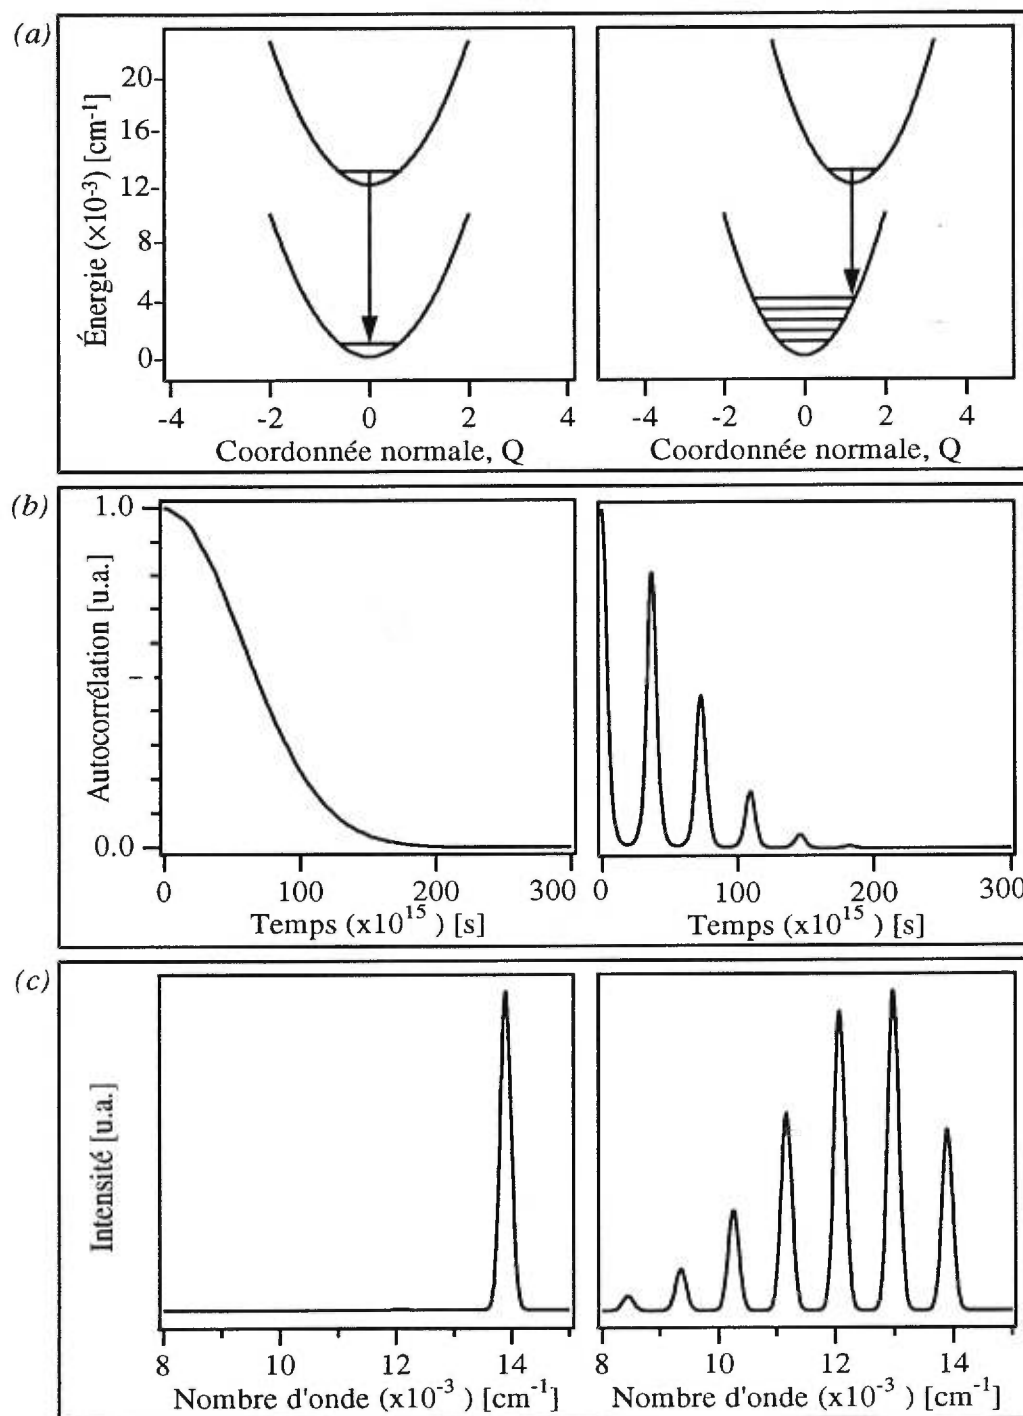 (a)
Énergie (×10⁻³) [cm⁻¹]
20-
16-
12-
8-
4-
0-
-4 -2 0 2 4
Coordonnée normale, Q
-4 -2 0 2 4
Coordonnée normale, Q
(b)
Autocorrélation [u.a.]
1.0
0.0
0 100 200 300
Temps (x10¹⁵ ) [s]
0 100 200 300
Temps (x10¹⁵ ) [s]
(c)
Intensité [u.a.]
8 10 12 14
Nombre d'onde (x10⁻³ ) [cm⁻¹]
8 10 12 14
Nombre d'onde (x10⁻³ ) [cm⁻¹]